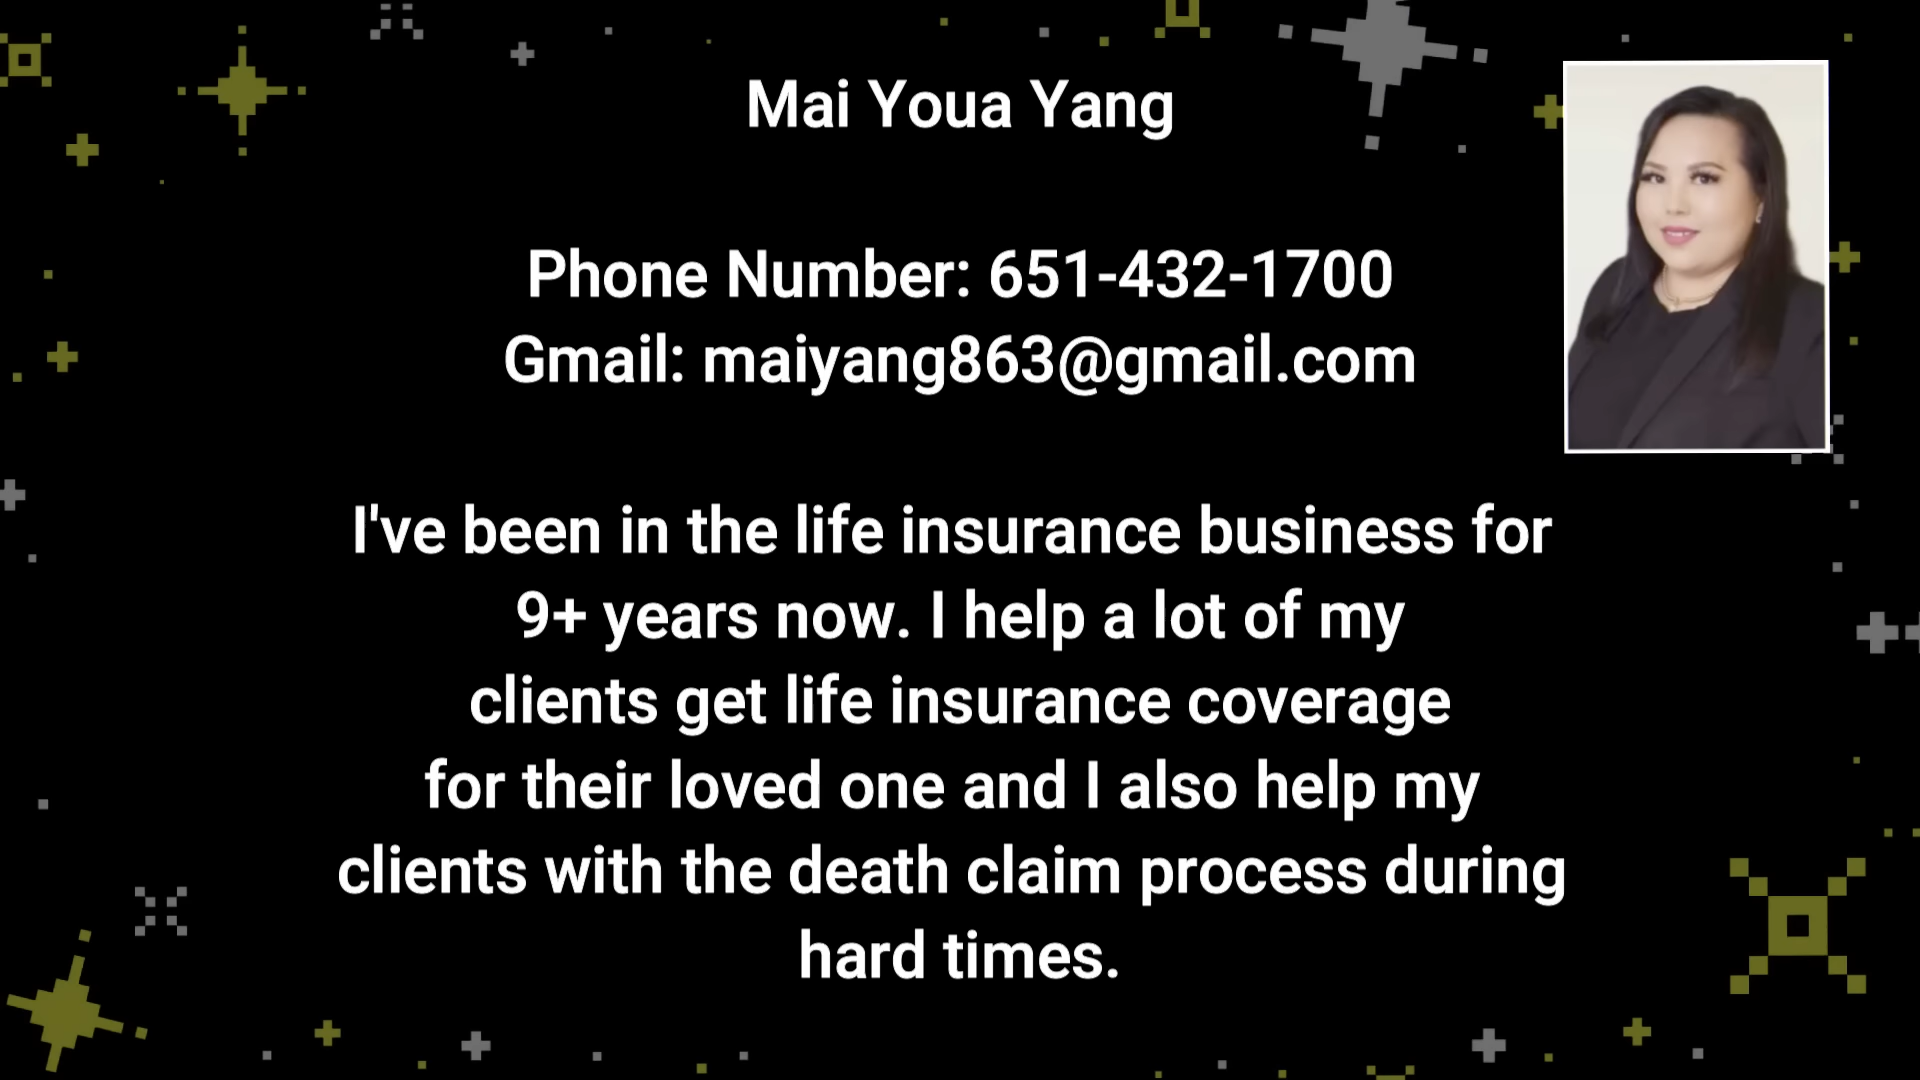 Mai Youa Yang
Phone Number: 651-432-1700
Gmail: maiyang863@gmail.com
I've been in the life insurance business for
9+ years now. I help a lot of my
clients get life insurance coverage
for their loved one and I also help my
clients with the death claim process during
hard times.